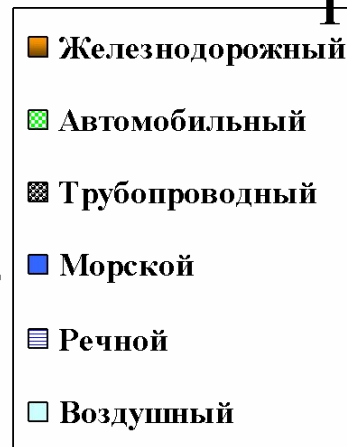 Железнодорожный
Автомобильный
Трубопроводный
Морской
Речной
Воздушный